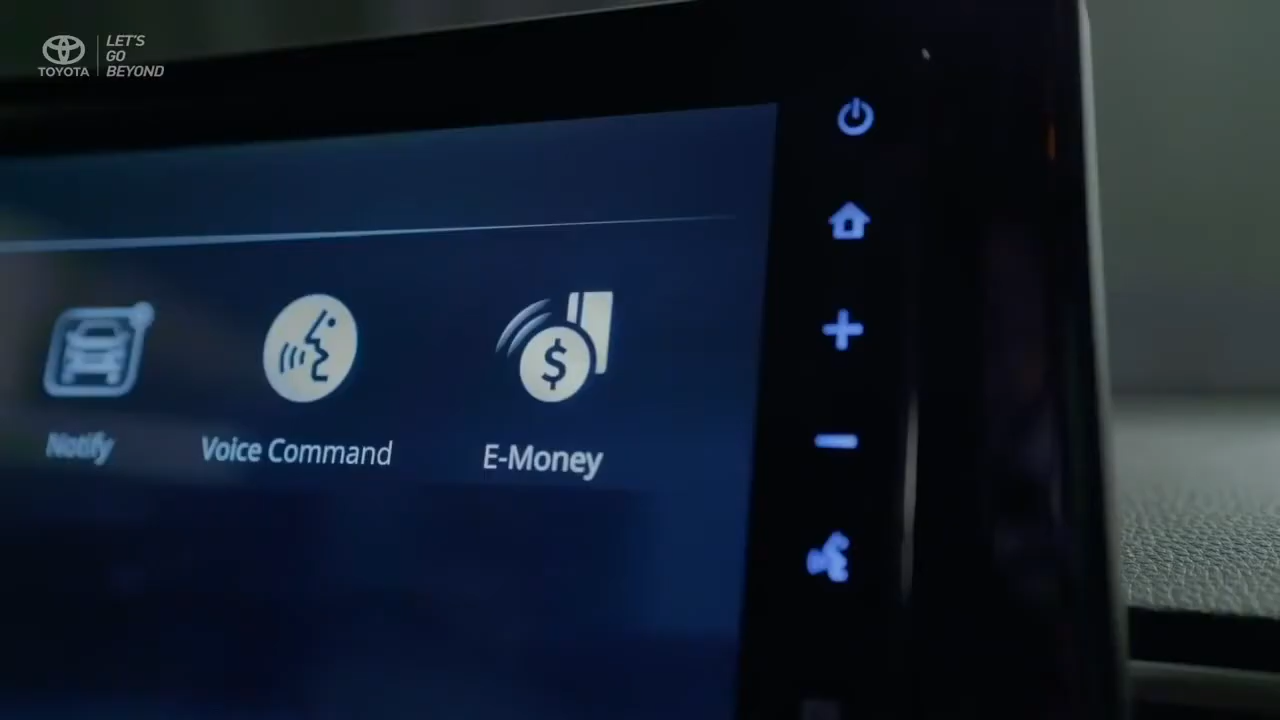 TOYOTA
LET'S
GO
BEYOND
Notify
Voice Command
E-Money